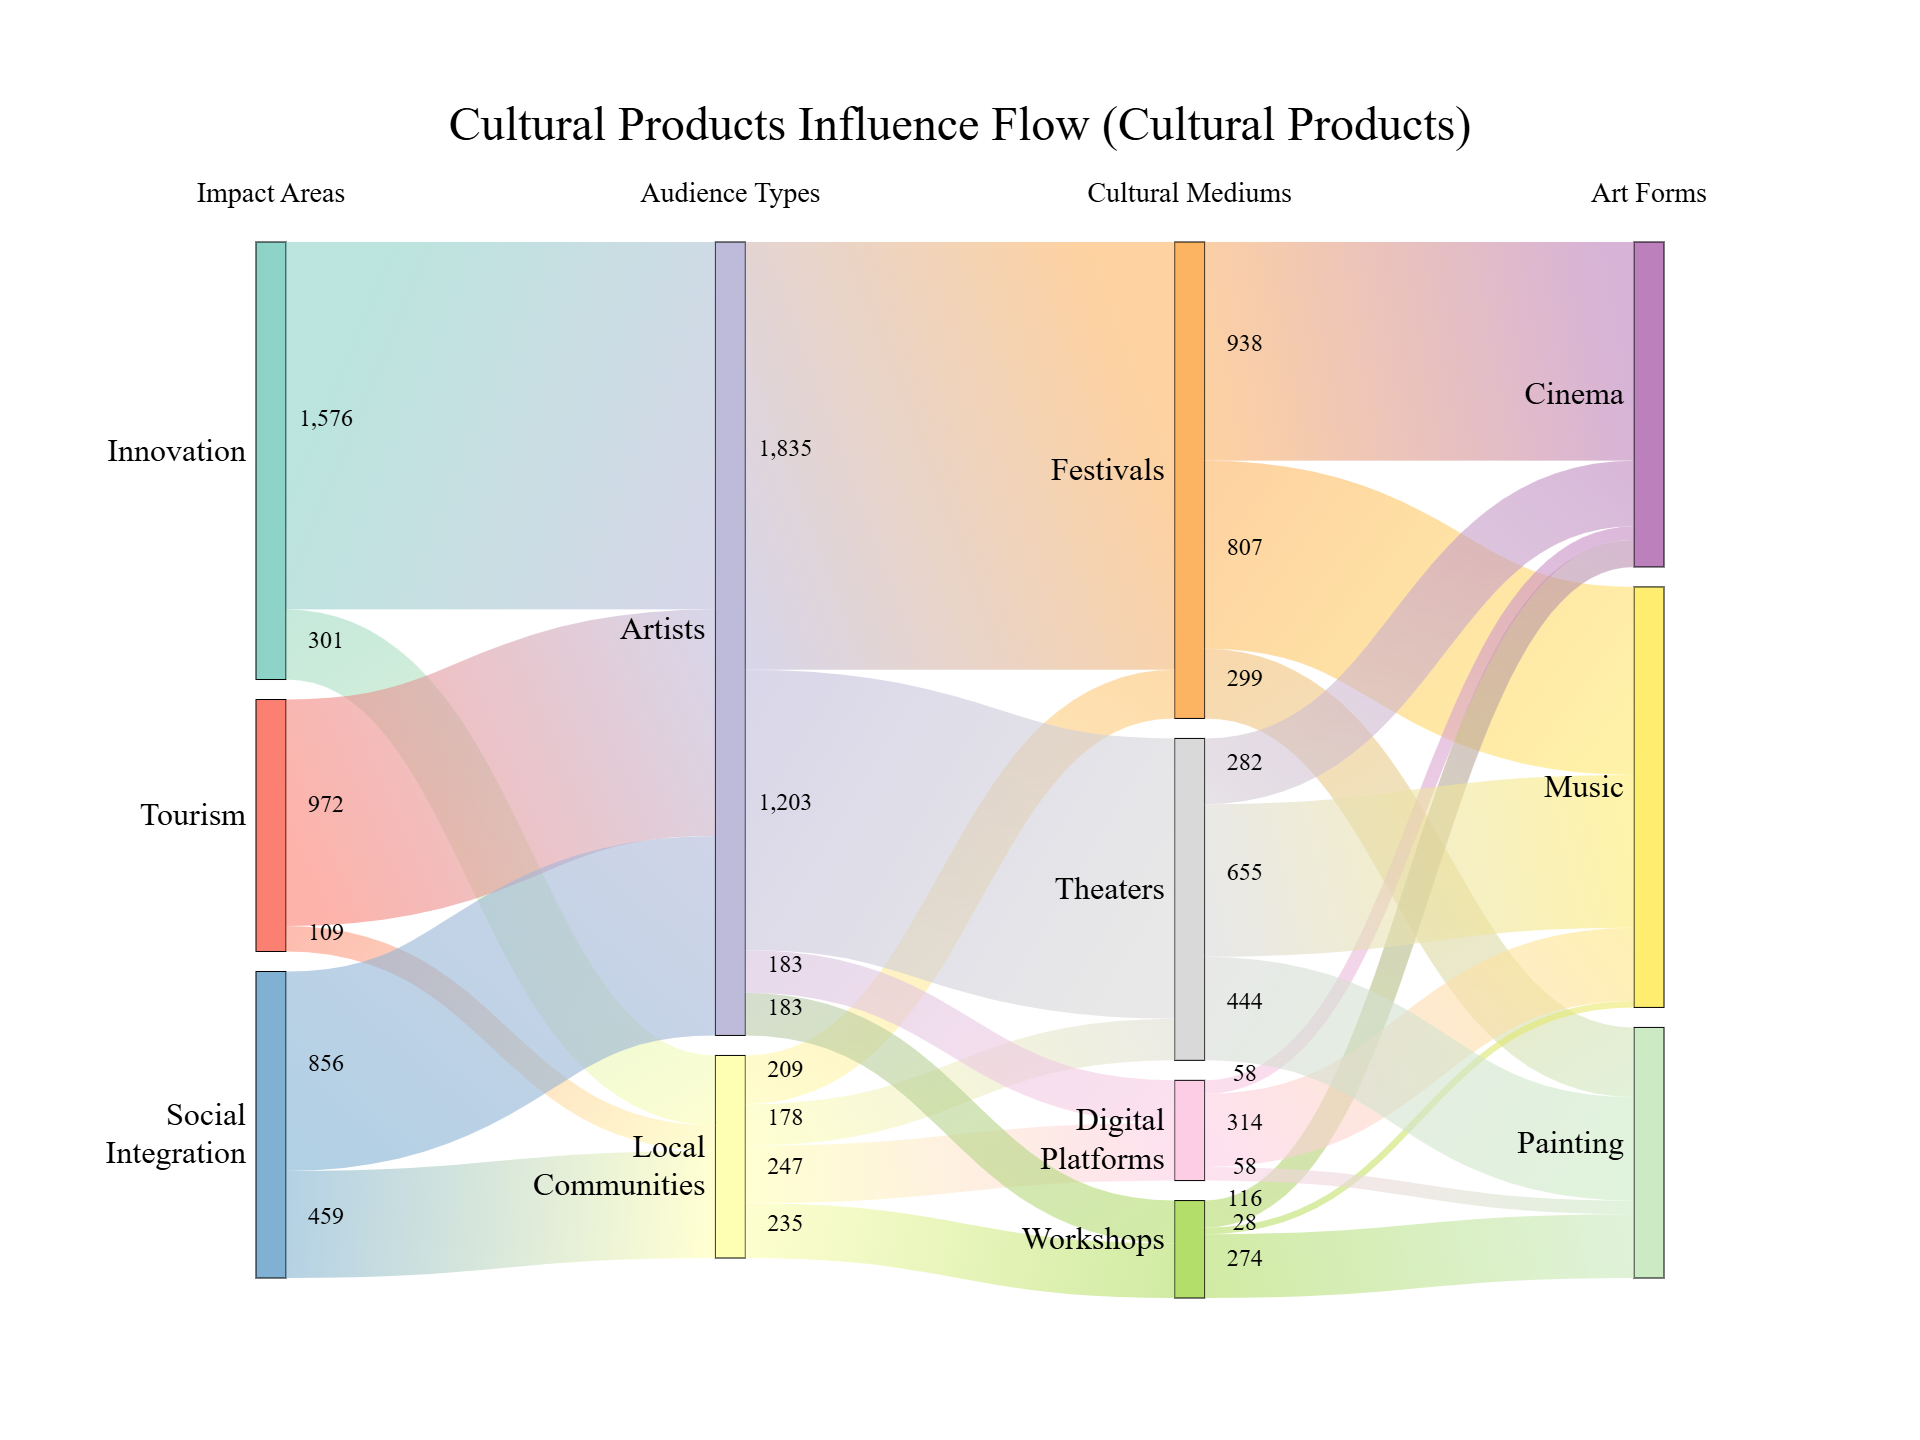 Cultural Products Influence Flow (Cultural Products)
Impact Areas
Audience Types
Cultural Mediums
Art Forms
Innovation
1,576
301
Tourism
972
109
Social
Integration
856
459
Artists
1,835
1,203
183
183
Local
Communities
209
178
247
235
Festivals
938
807
299
Theaters
282
655
444
Digital
Platforms
58
314
58
Workshops
116
28
274
Cinema
Music
Painting